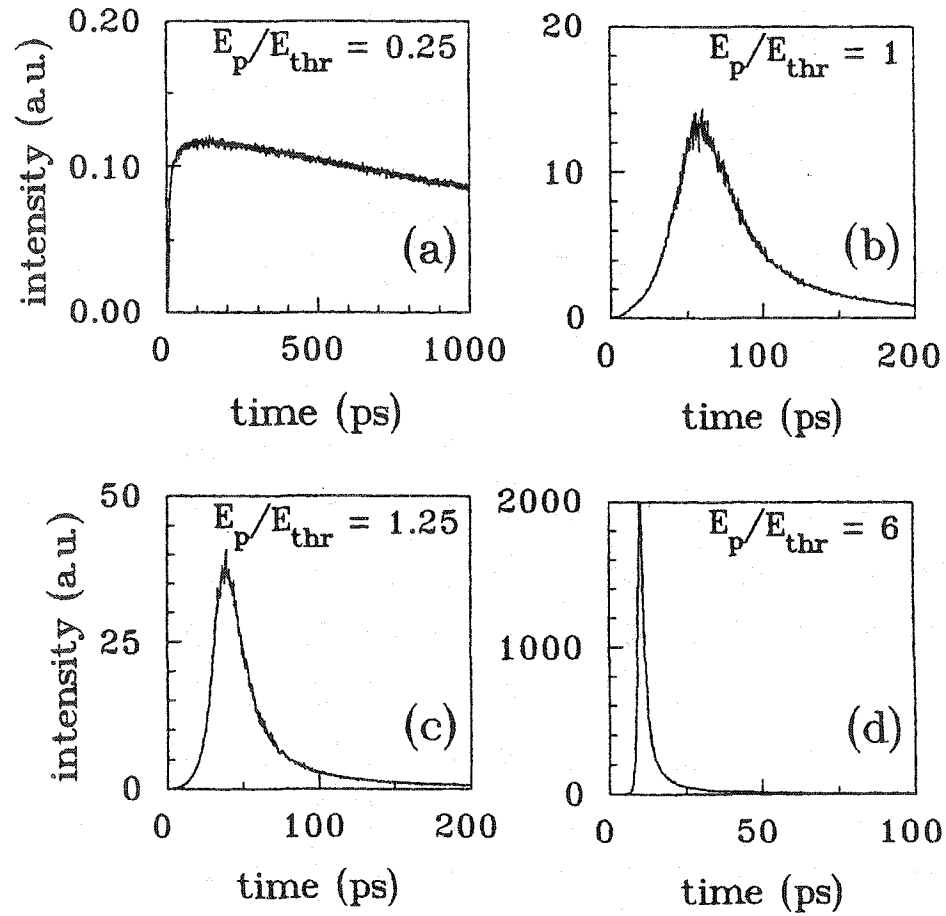 intensity (a.u.)
0.20
0.10
0.00
E_p/E_thr = 0.25
(a)
0 500 1000
time (ps)
20
10
0
E_p/E_thr = 1
(b)
0 100 200
time (ps)
intensity (a.u.)
50
25
0
E_p/E_thr = 1.25
(c)
0 100 200
time (ps)
2000
1000
0
E_p/E_thr = 6
(d)
0 50 100
time (ps)